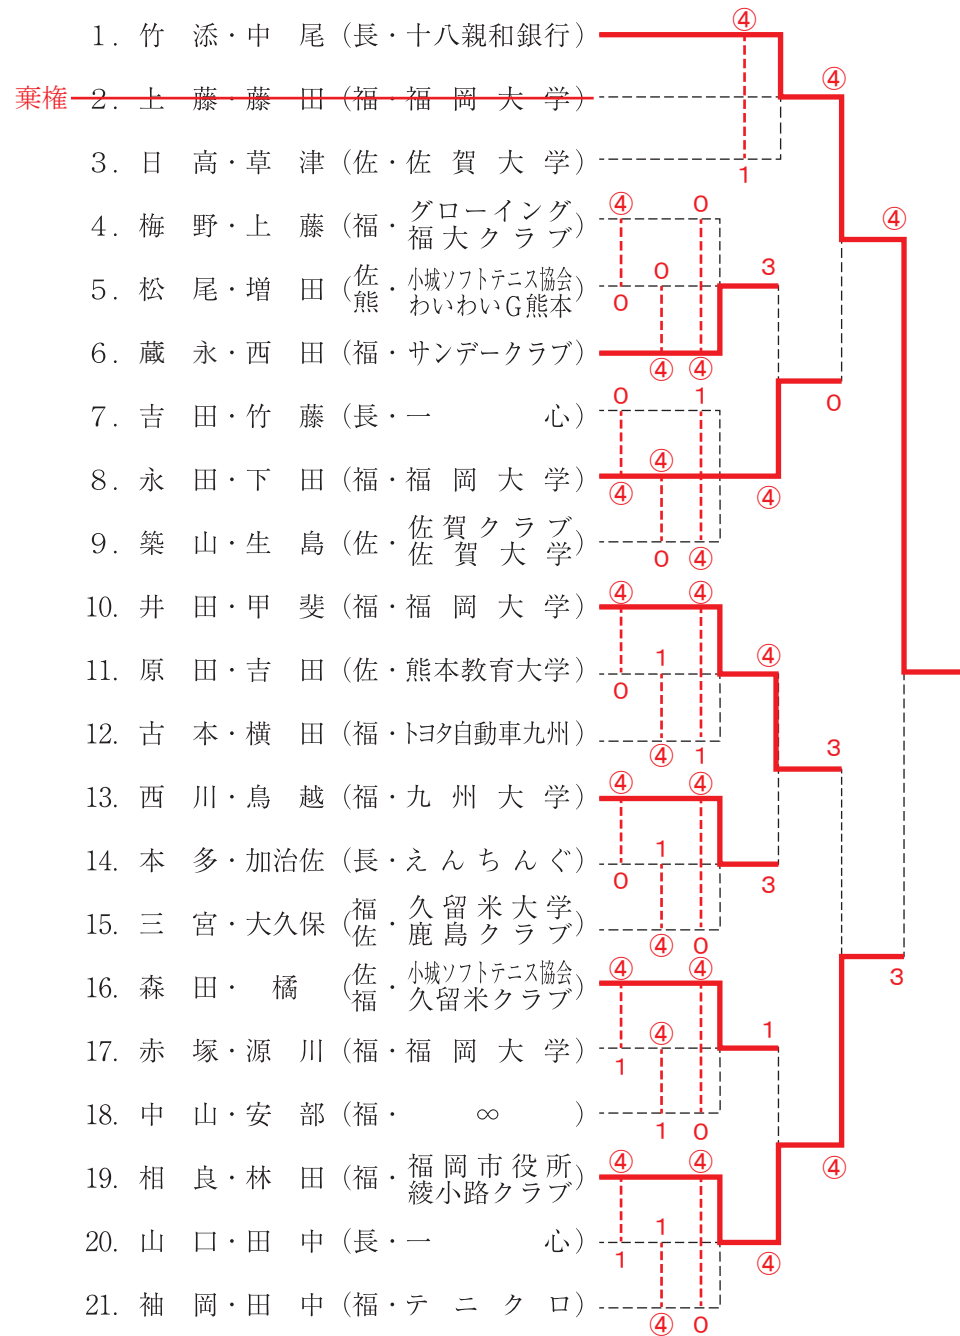 ④
1. 竹 添・中 尾 (長・十八親和銀行)
④
棄権 2. 上 藤・藤 田 (福・福岡大学)
3. 日 高・草 津 (佐・佐賀大学)
1
4. 梅 野・上 藤 (福・グローイング福大クラブ) ④ 0
④
5. 松 尾・増 田 (佐熊・小城ソフトテニス協会わいわいG熊本) 0 0 3
6. 蔵 永・西 田 (福・サンデークラブ)
④ ④
0 1 0
7. 吉 田・竹 藤 (長・一心)
④
8. 永 田・下 田 (福・福岡大学)
④ ④
9. 築 山・生 島 (佐・佐賀クラブ佐賀大学)
0 ④
④ ④
10. 井 田・甲 斐 (福・福岡大学)
1 ④
11. 原 田・吉 田 (佐・熊本教育大学)
0
12. 古 本・横 田 (福・トヨタ自動車九州)
④ 1 3
④ ④
13. 西 川・鳥 越 (福・九州大学)
1
14. 本 多・加治佐 (長・えんちんぐ)
0 3
15. 三 宮・大久保 (福佐・久留米大学鹿島クラブ)
④ 0
④ ④ 3
16. 森 田・ 橘 (佐福・小城ソフトテニス協会久留米クラブ)
④ 1
17. 赤 塚・源 川 (福・福岡大学)
1
18. 中 山・安 部 (福・∞)
1 0
④ ④ ④
19. 相 良・林 田 (福・福岡市役所綾小路クラブ)
1
20. 山 口・田 中 (長・一心)
1 ④
21. 袖 岡・田 中 (福・テニクロ)
④ 0